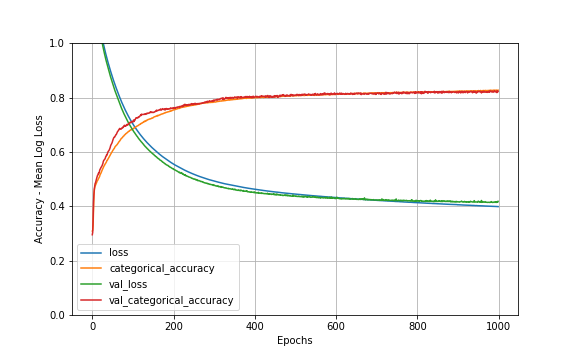 1.0
0.8
0.6
0.4
0.2
0.0
Accuracy - Mean Log Loss
loss
categorical_accuracy
val_loss
val_categorical_accuracy
0 200 400 600 800 1000
Epochs